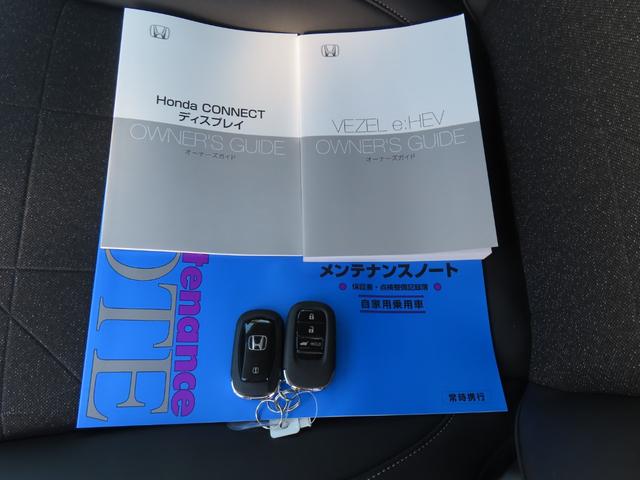 Honda CONNECT
ディスプレイ
OWNER'S GUIDE
オーナーズガイド
VEZEL e:HEV
OWNER'S GUIDE
オーナーズガイド
メンテナンスノート
保証書・点検整備記録簿
自家用乗用車
常時携行
tenance
OTE
HOLD